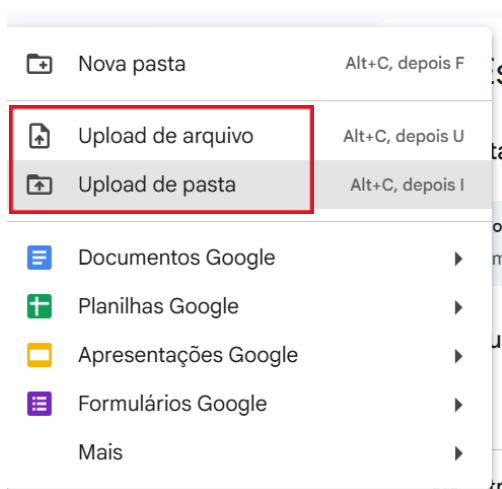 Nova pasta Alt+C, depois F
Upload de arquivo Alt+C, depois U
Upload de pasta Alt+C, depois I
Documentos Google
Planilhas Google
Apresentações Google
Formulários Google
Mais